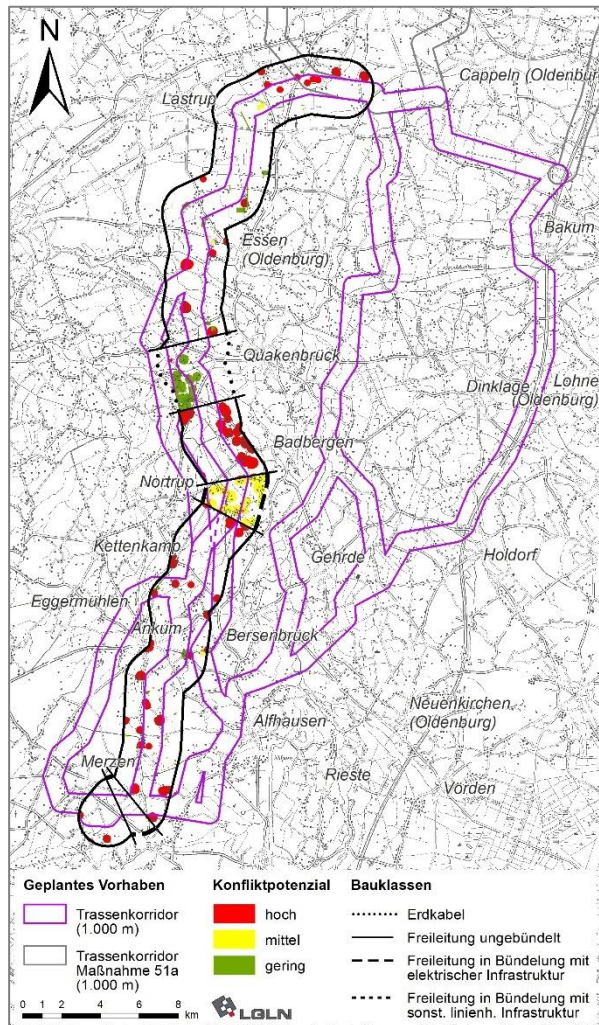 N
Cappeln (Oldenbur
Lastrup
Bakum
Essen
(Oldenburg)
Quakenbrück
Dinklage
Lohne
(Oldenburg)
Badbergen
Nortrup
Kettenkamp
Gehrde
Holdorf
Eggermühlen
Ankum
Bersenbrück
Alfhausen
Neuenkirchen
(Oldenburg)
Merzen
Rieste
Vörden
Geplantes Vorhaben
Trassenkorridor
(1.000 m)
Trassenkorridor
Maßnahme 51a
(1.000 m)
0 2 4 6 8
km
Konfliktpotenzial
hoch
mittel
gering
LGLN
Bauklassen
Erdkabel
Freileitung ungebündelt
Freileitung in Bündelung mit
elektrischer Infrastruktur
Freileitung in Bündelung mit
sonst. linienh. Infrastruktur